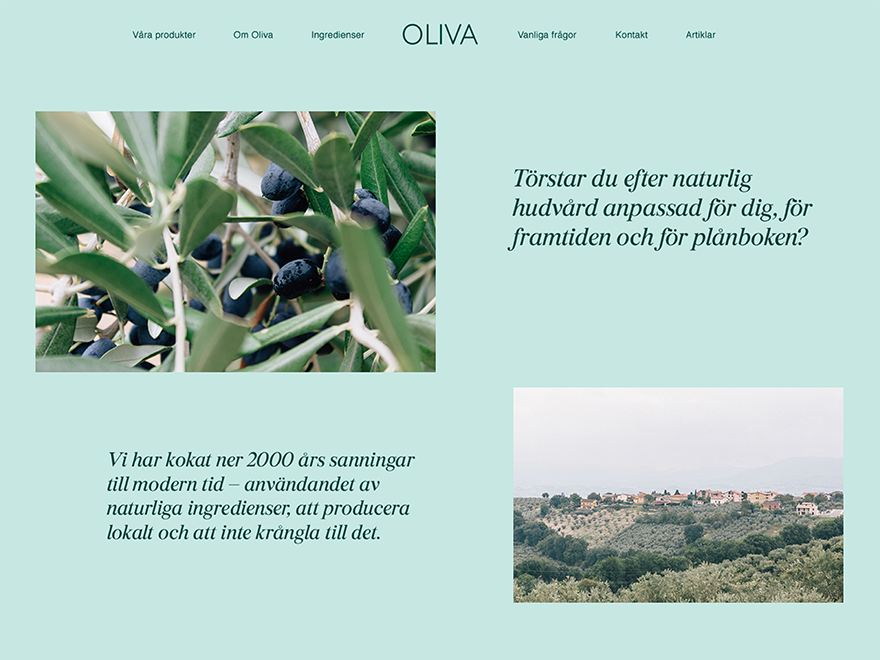 Våra produkter
Om Oliva
Ingredienser
OLIVA
Vanliga frågor
Kontakt
Artiklar
Törstar du efter naturlig
hudvård anpassad för dig, för
framtiden och för plånboken?
Vi har kokat ner 2000 års sanningar
till modern tid – användandet av
naturliga ingredienser, att producera
lokalt och att inte krångla till det.